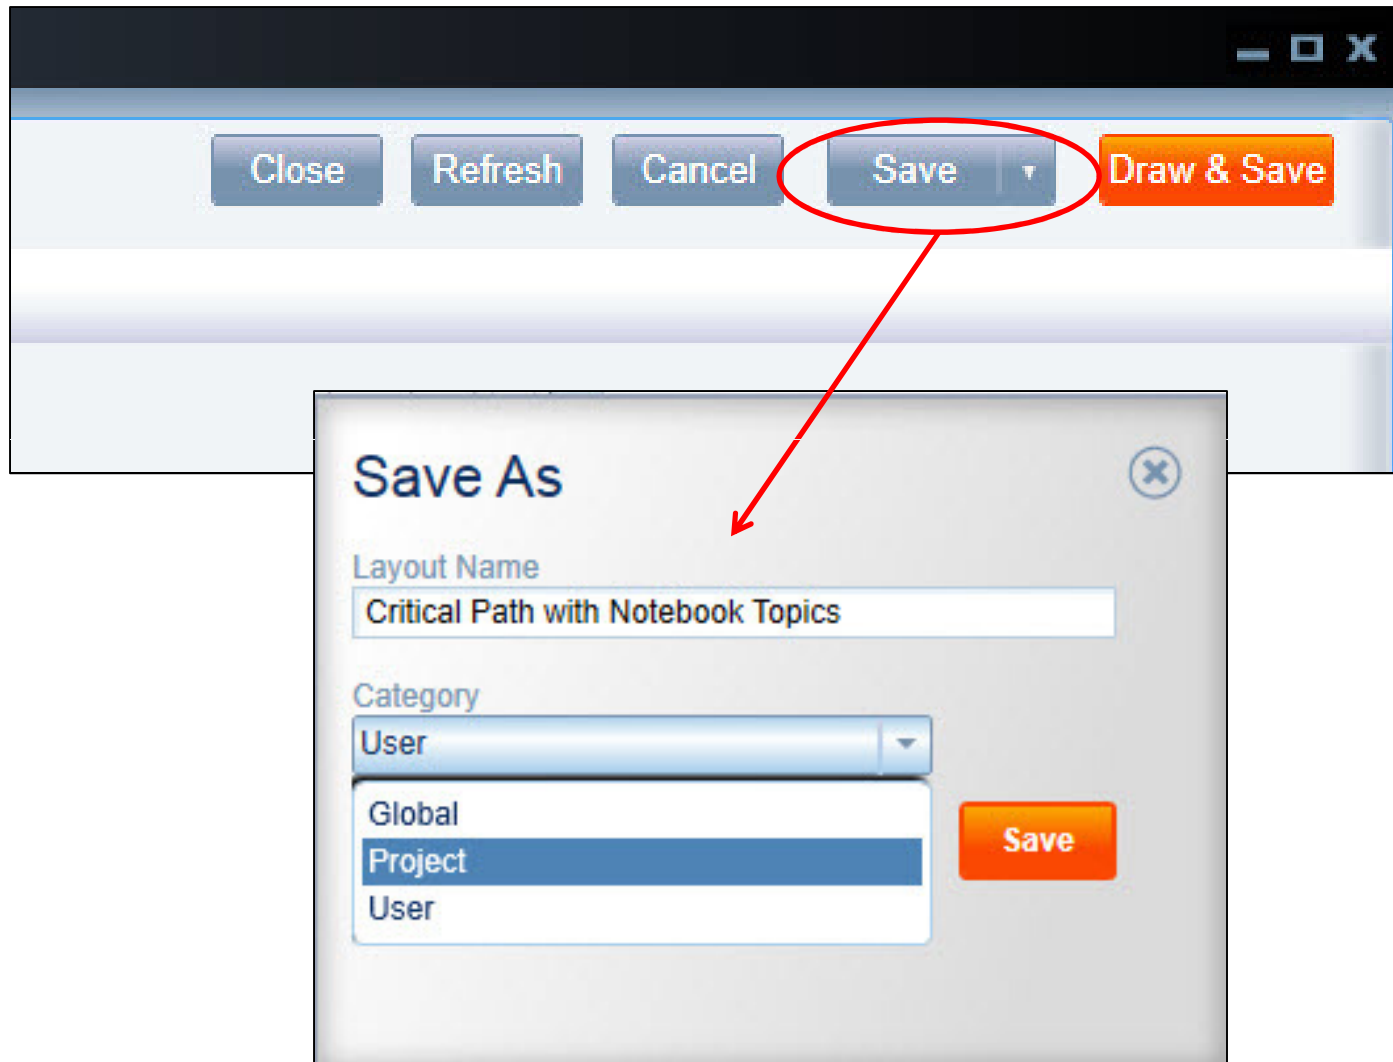 Close Refresh Cancel Save Draw & Save
Save As
Layout Name
Critical Path with Notebook Topics
Category
User
Global
Project
User
Save